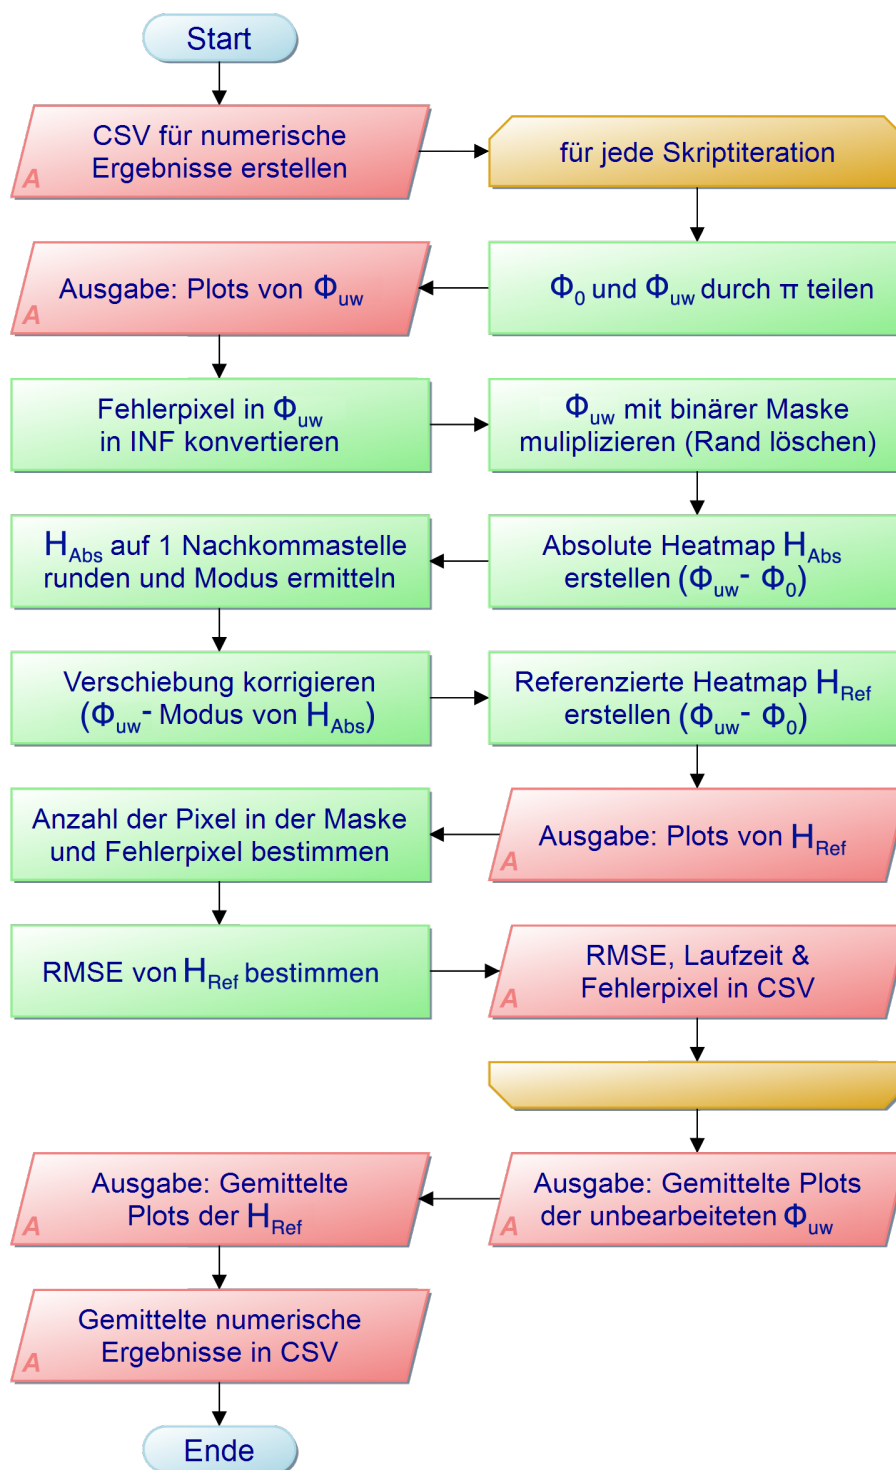 Start
CSV für numerische
Ergebnisse erstellen
A
für jede Skriptiteration
Φ0 und Φuw durch π teilen
Ausgabe: Plots von Φuw
A
Fehlerpixel in Φuw
in INF konvertieren
Φuw mit binärer Maske
muliplizieren (Rand löschen)
Absolute Heatmap HAbs
erstellen (Φuw- Φ0)
HAbs auf 1 Nachkommastelle
runden und Modus ermitteln
Verschiebung korrigieren
(Φuw- Modus von HAbs)
Referenzierte Heatmap HRef
erstellen (Φuw- Φ0)
Ausgabe: Plots von HRef
A
Anzahl der Pixel in der Maske
und Fehlerpixel bestimmen
RMSE von HRef bestimmen
RMSE, Laufzeit &
Fehlerpixel in CSV
A
Ausgabe: Gemittelte Plots
der unbearbeiteten Φuw
A
Ausgabe: Gemittelte
Plots der HRef
A
Gemittelte numerische
Ergebnisse in CSV
A
Ende